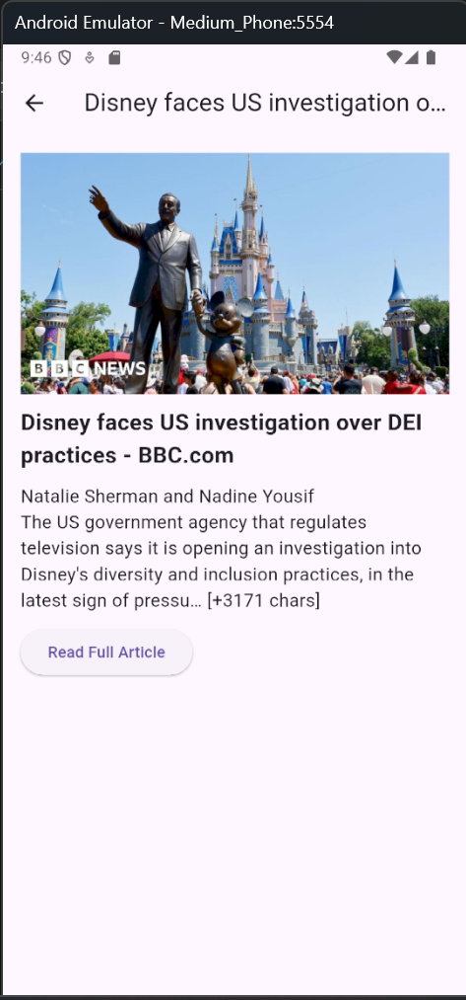 Android Emulator - Medium_Phone:5554
9:46
Disney faces US investigation o…
BBC NEWS
Disney faces US investigation over DEI
practices - BBC.com
Natalie Sherman and Nadine Yousif
The US government agency that regulates
television says it is opening an investigation into
Disney's diversity and inclusion practices, in the
latest sign of pressu… [+3171 chars]
Read Full Article